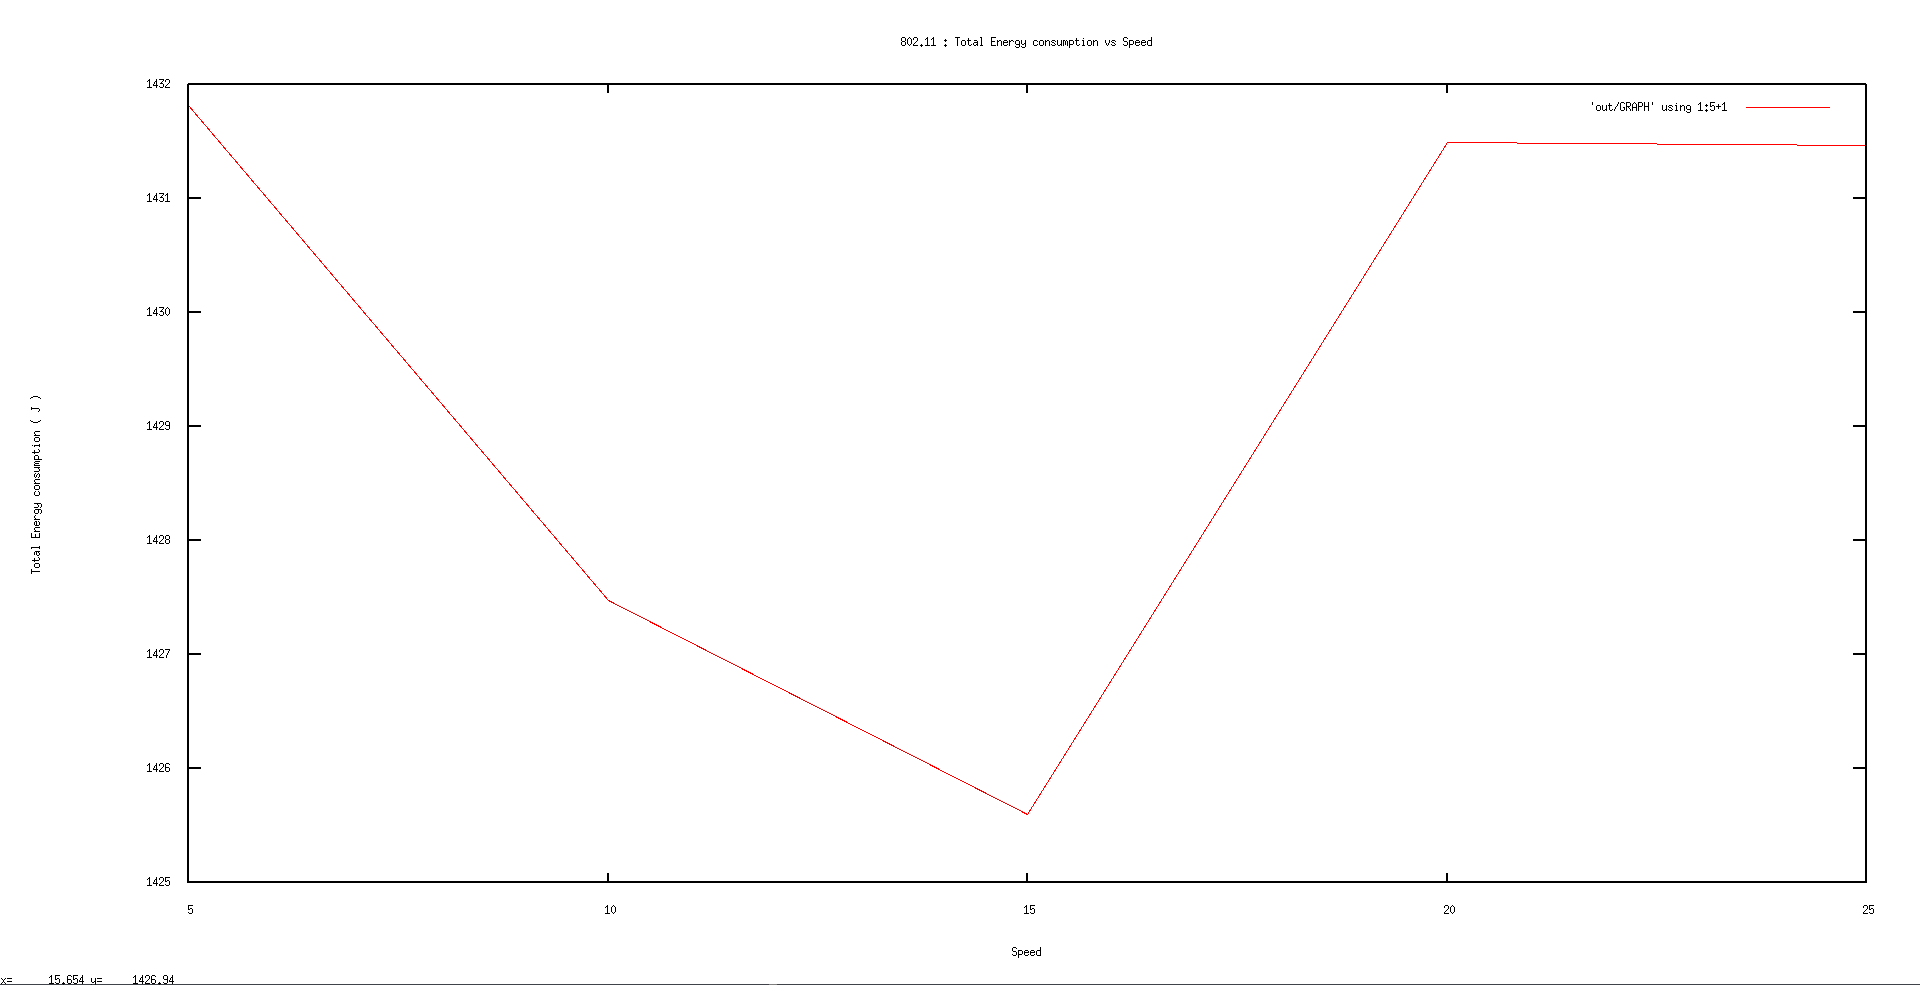 802.11 : Total Energy consumption vs Speed
'out/GRAPH' using 1:5+1
1432
1431
1430
1429
1428
1427
1426
1425
Total Energy consumption ( J )
5 10 15 20 25
Speed
x= 15.654 y= 1426.94